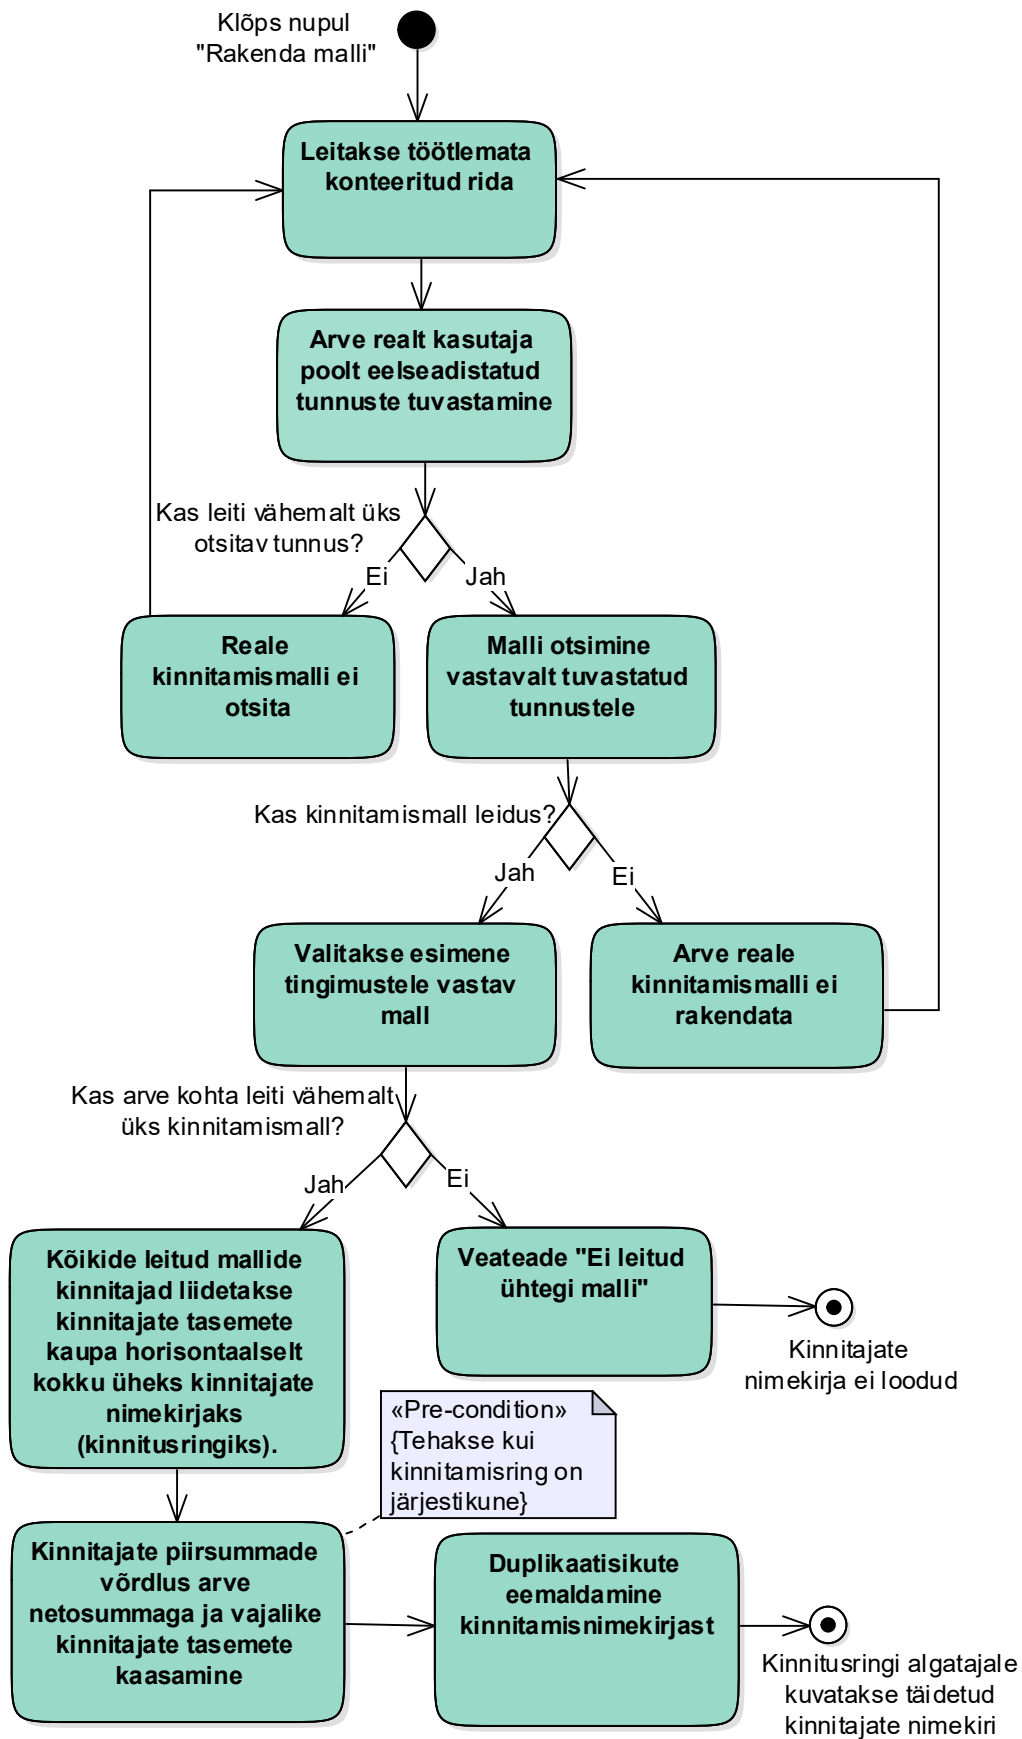 Klõps nupul
"Rakenda malli"
Leitakse töötlemata
konteeritud rida
Arve realt kasutaja
poolt eelseadistatud
tunnuste tuvastamine
Kas leiti vähemalt üks
otsitav tunnus?
Ei
Jah
Reale
kinnitamismalli ei
otsita
Malli otsimine
vastavalt tuvastatud
tunnustele
Kas kinnitamismall leidus?
Jah
Ei
Valitakse esimene
tingimustele vastav
mall
Arve reale
kinnitamismalli ei
rakendata
Kas arve kohta leiti vähemalt
üks kinnitamismall?
Jah
Ei
Kõikide leitud mallide
kinnitajad liidetakse
kinnitajate tasemete
kaupa horisontaalselt
kokku üheks kinnitajate
nimekirjaks
(kinnitusringiks).
Veateade "Ei leitud
ühtegi malli"
Kinnitajate
nimekirja ei loodud
«Pre-condition»
{Tehakse kui
kinnitamisring on
järjestikune}
Kinnitajate piirsummade
võrdlus arve
netosummaga ja vajalike
kinnitajate tasemete
kaasamine
Duplikaatisikute
eemaldamine
kinnitamisnimekirjast
Kinnitusringi algatajale
kuvatakse täidetud
kinnitajate nimekiri